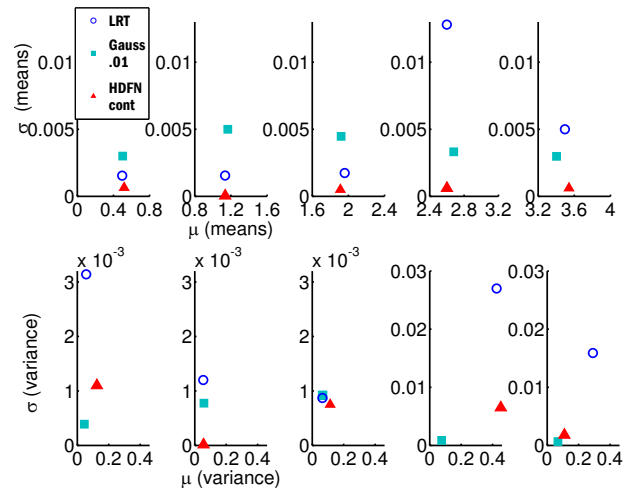 LRT
Gauss
.01
HDFN
cont
σ (means)
0.01
0.005
0
0.01
0.005
0
0.01
0.005
0
0.01
0.005
0
0.01
0.005
0
0 0.4 0.8
0.8 1.2 1.6
1.6 2 2.4
2.4 2.8 3.2
3.2 3.6 4
μ (means)
x 10⁻³
x 10⁻³
x 10⁻³
σ (variance)
3
2
1
0
3
2
1
0
3
2
1
0
0.03
0.02
0.01
0
0.03
0.02
0.01
0
0 0.2 0.4
0 0.2 0.4
0 0.2 0.4
0 0.2 0.4
0 0.2 0.4
μ (variance)